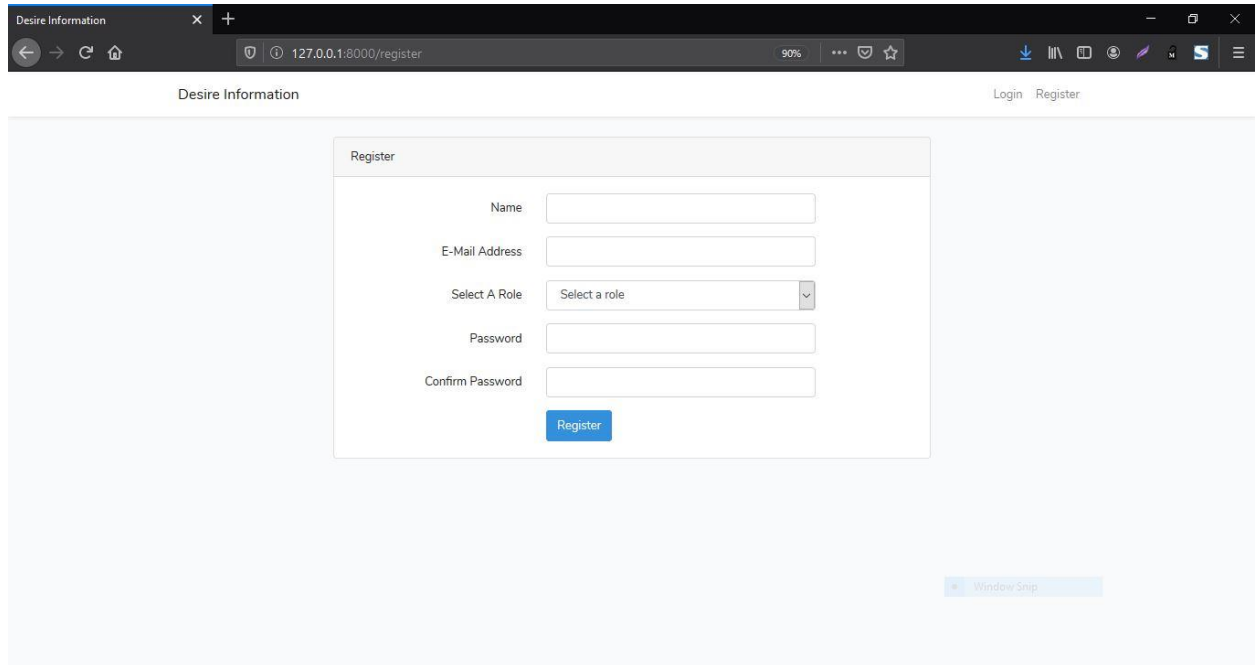 Desire Information
127.0.0.1:8000/register 90%
Desire Information Login Register
Register
Name
E-Mail Address
Select A Role Select a role
Password
Confirm Password
Register
Window Snip